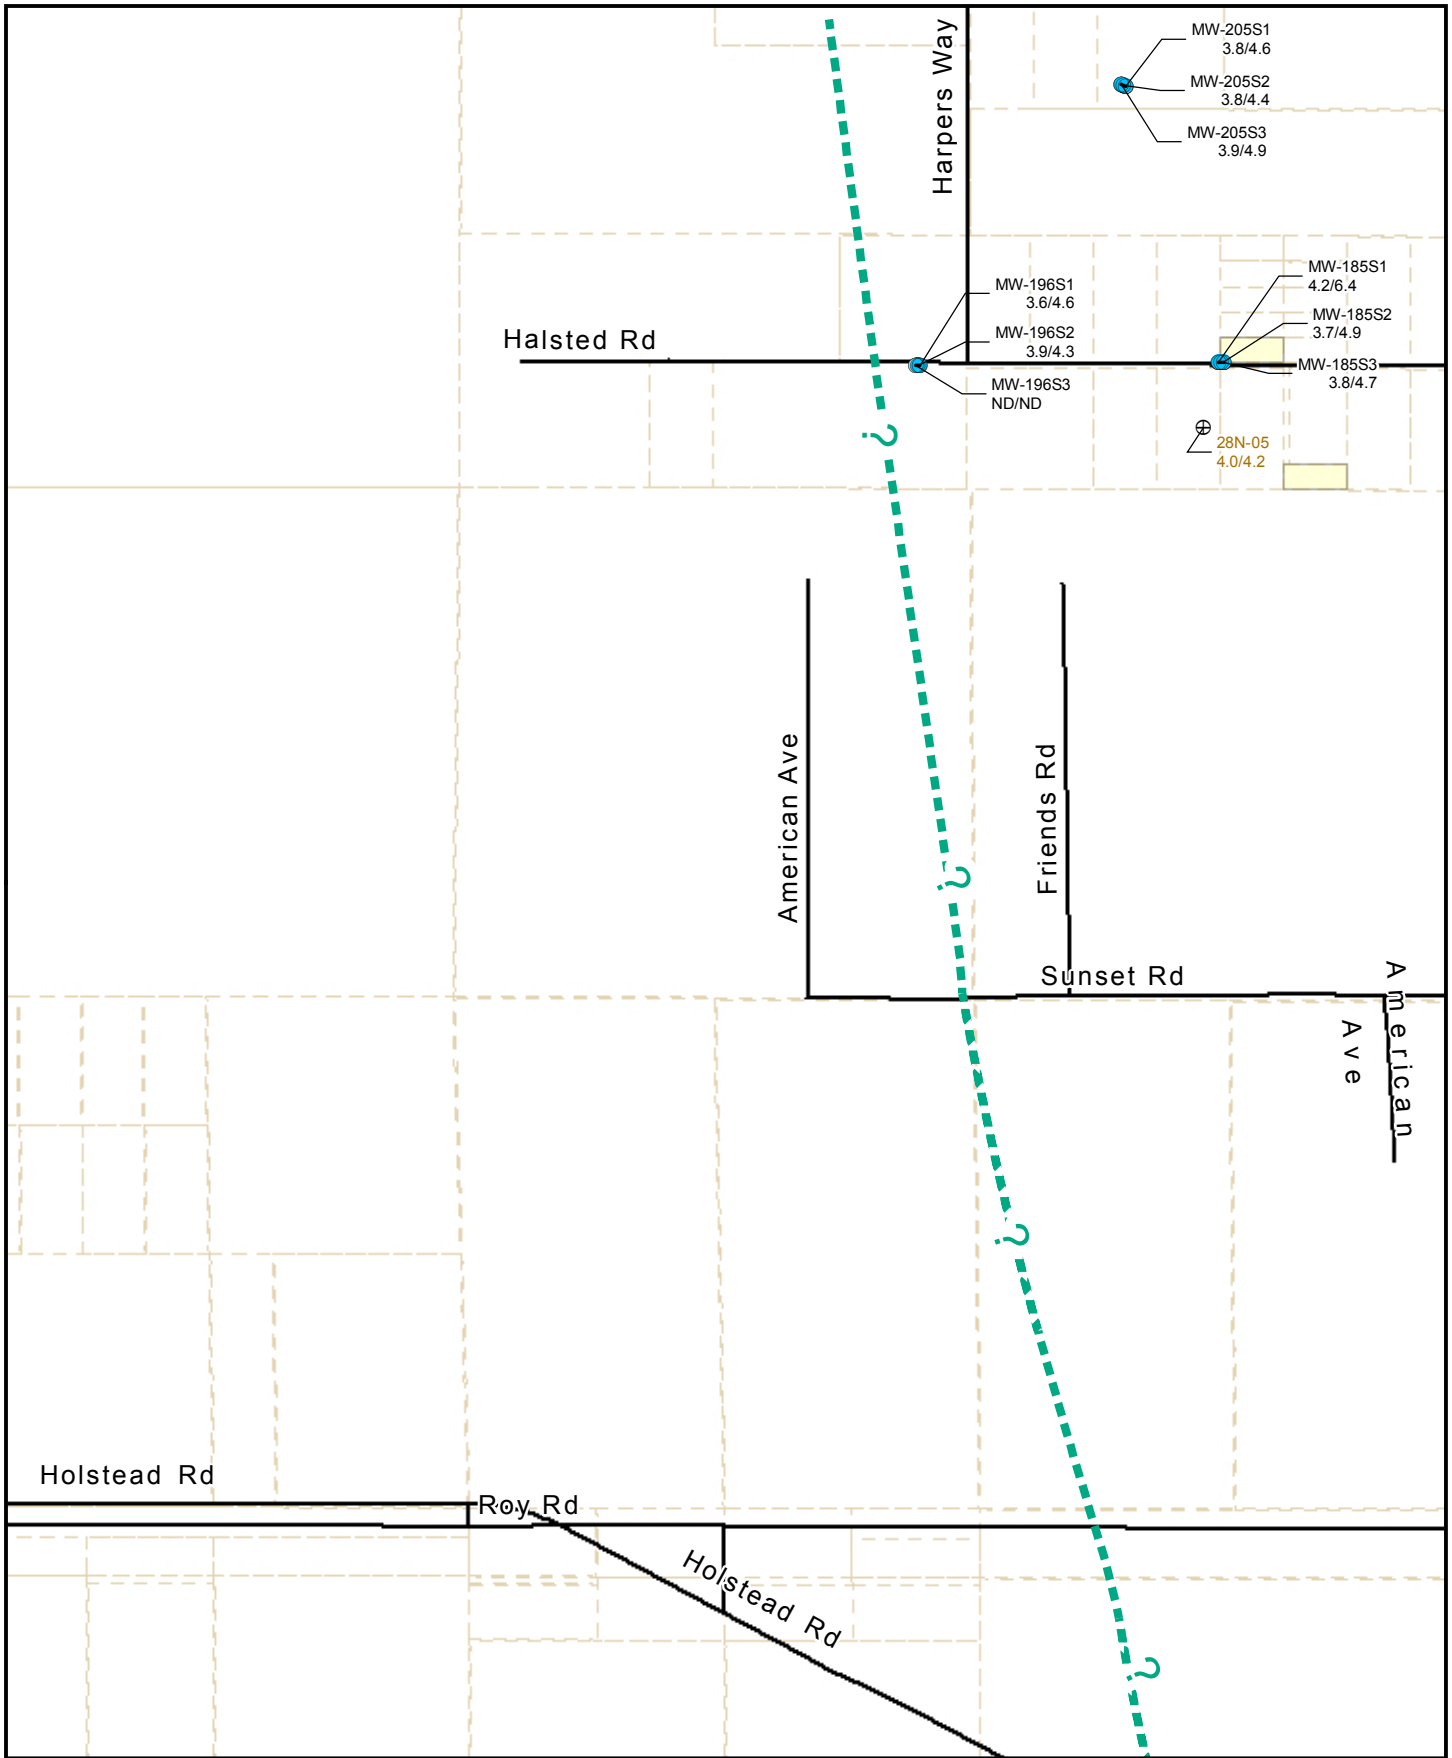 Harpers Way
MW-205S1
3.8/4.6
MW-205S2
3.8/4.4
MW-205S3
3.9/4.9
MW-196S1
3.6/4.6
MW-196S2
3.9/4.3
MW-196S3
ND/ND
MW-185S1
4.2/6.4
MW-185S2
3.7/4.9
MW-185S3
3.8/4.7
Halsted Rd
28N-05
4.0/4.2
?
American Ave
Friends Rd
?
Sunset Rd
American
Ave
?
Holstead Rd
Roy Rd
Holstead Rd
?